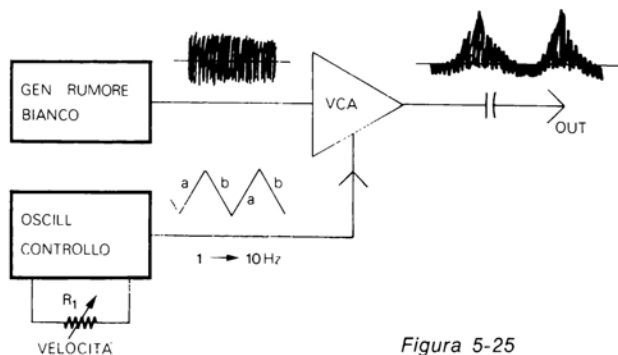 GEN RUMORE
BIANCO
VCA
OUT
a b a b
OSCILL
CONTROLLO
1 → 10 Hz
R1
VELOCITÀ
Figura 5-25